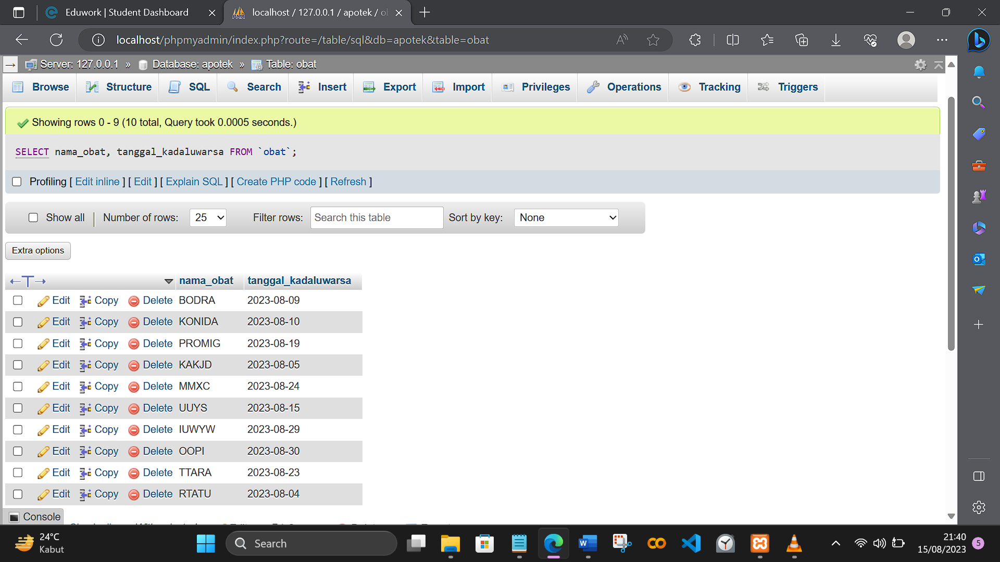 Eduwork | Student Dashboard
localhost / 127.0.0.1 / apotek / ob
localhost/phpmyadmin/index.php?route=/table/sql&db=apotek&table=obat
Server: 127.0.0.1 » Database: apotek » Table: obat
Browse Structure SQL Search Insert Export Import Privileges Operations Tracking Triggers
Showing rows 0 - 9 (10 total, Query took 0.0005 seconds.)
SELECT nama_obat, tanggal_kadaluwarsa FROM `obat`;
Profiling [ Edit inline ] [ Edit ] [ Explain SQL ] [ Create PHP code ] [ Refresh ]
Show all | Number of rows: 25 Filter rows: Search this table Sort by key: None
Extra options
←T→ nama_obat tanggal_kadaluwarsa
Edit Copy Delete BODRA 2023-08-09
Edit Copy Delete KONIDA 2023-08-10
Edit Copy Delete PROMIG 2023-08-19
Edit Copy Delete KAKJD 2023-08-05
Edit Copy Delete MMXC 2023-08-24
Edit Copy Delete UUYS 2023-08-15
Edit Copy Delete IUWYW 2023-08-29
Edit Copy Delete OOPI 2023-08-30
Edit Copy Delete TTARA 2023-08-23
Edit Copy Delete RTATU 2023-08-04
Console
24°C
Kabut
Search
21:40
15/08/2023
5